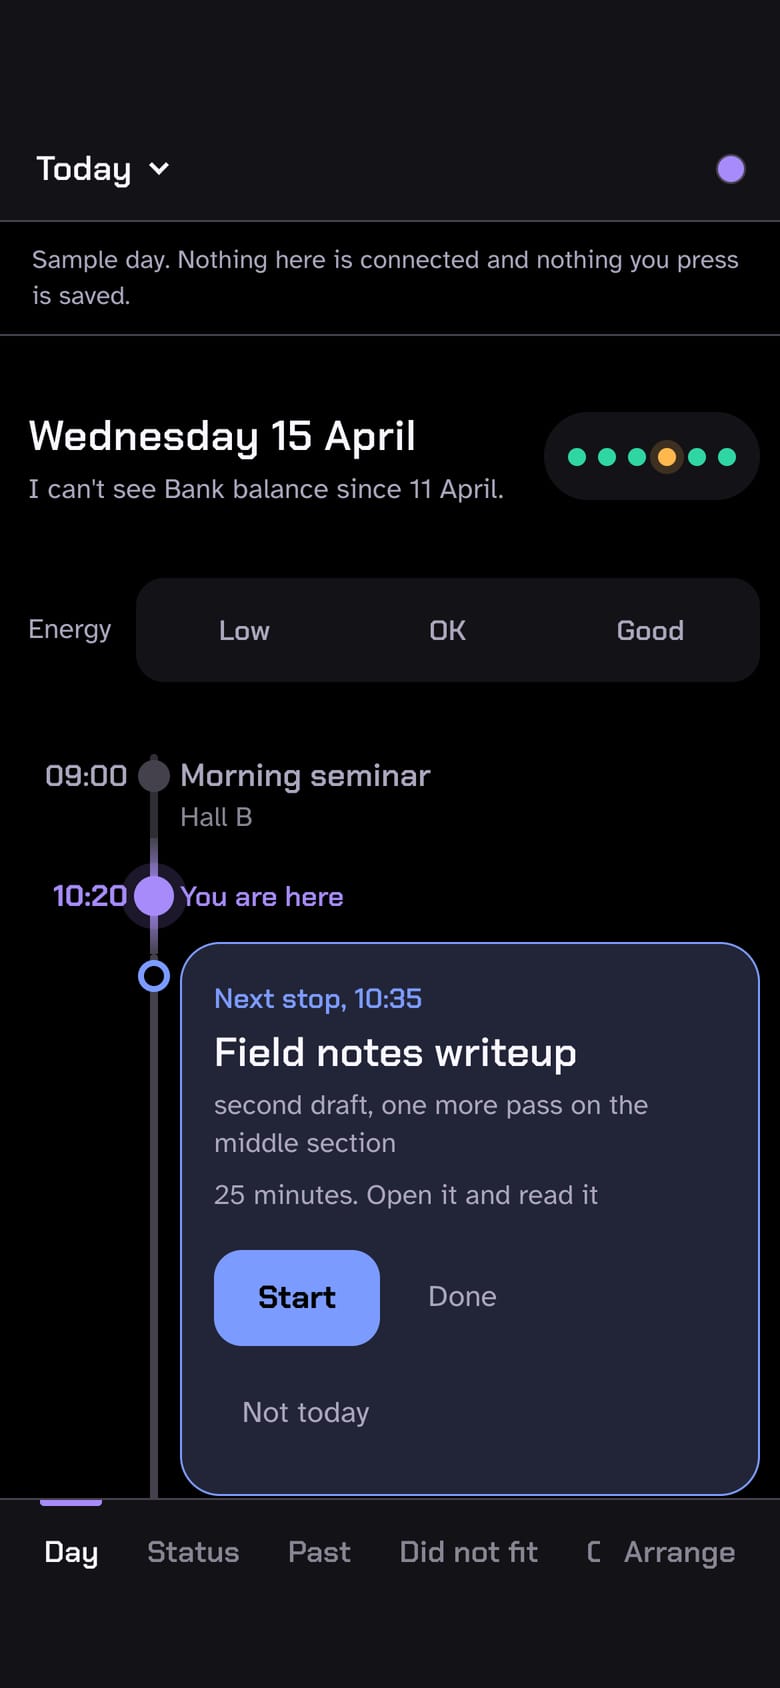 Today
Sample day. Nothing here is connected and nothing you press
is saved.
Wednesday 15 April
I can't see Bank balance since 11 April.
Energy
Low
OK
Good
09:00
Morning seminar
Hall B
10:20
You are here
Next stop, 10:35
Field notes writeup
second draft, one more pass on the
middle section
25 minutes. Open it and read it
Start
Done
Not today
Day
Status
Past
Did not fit
Arrange